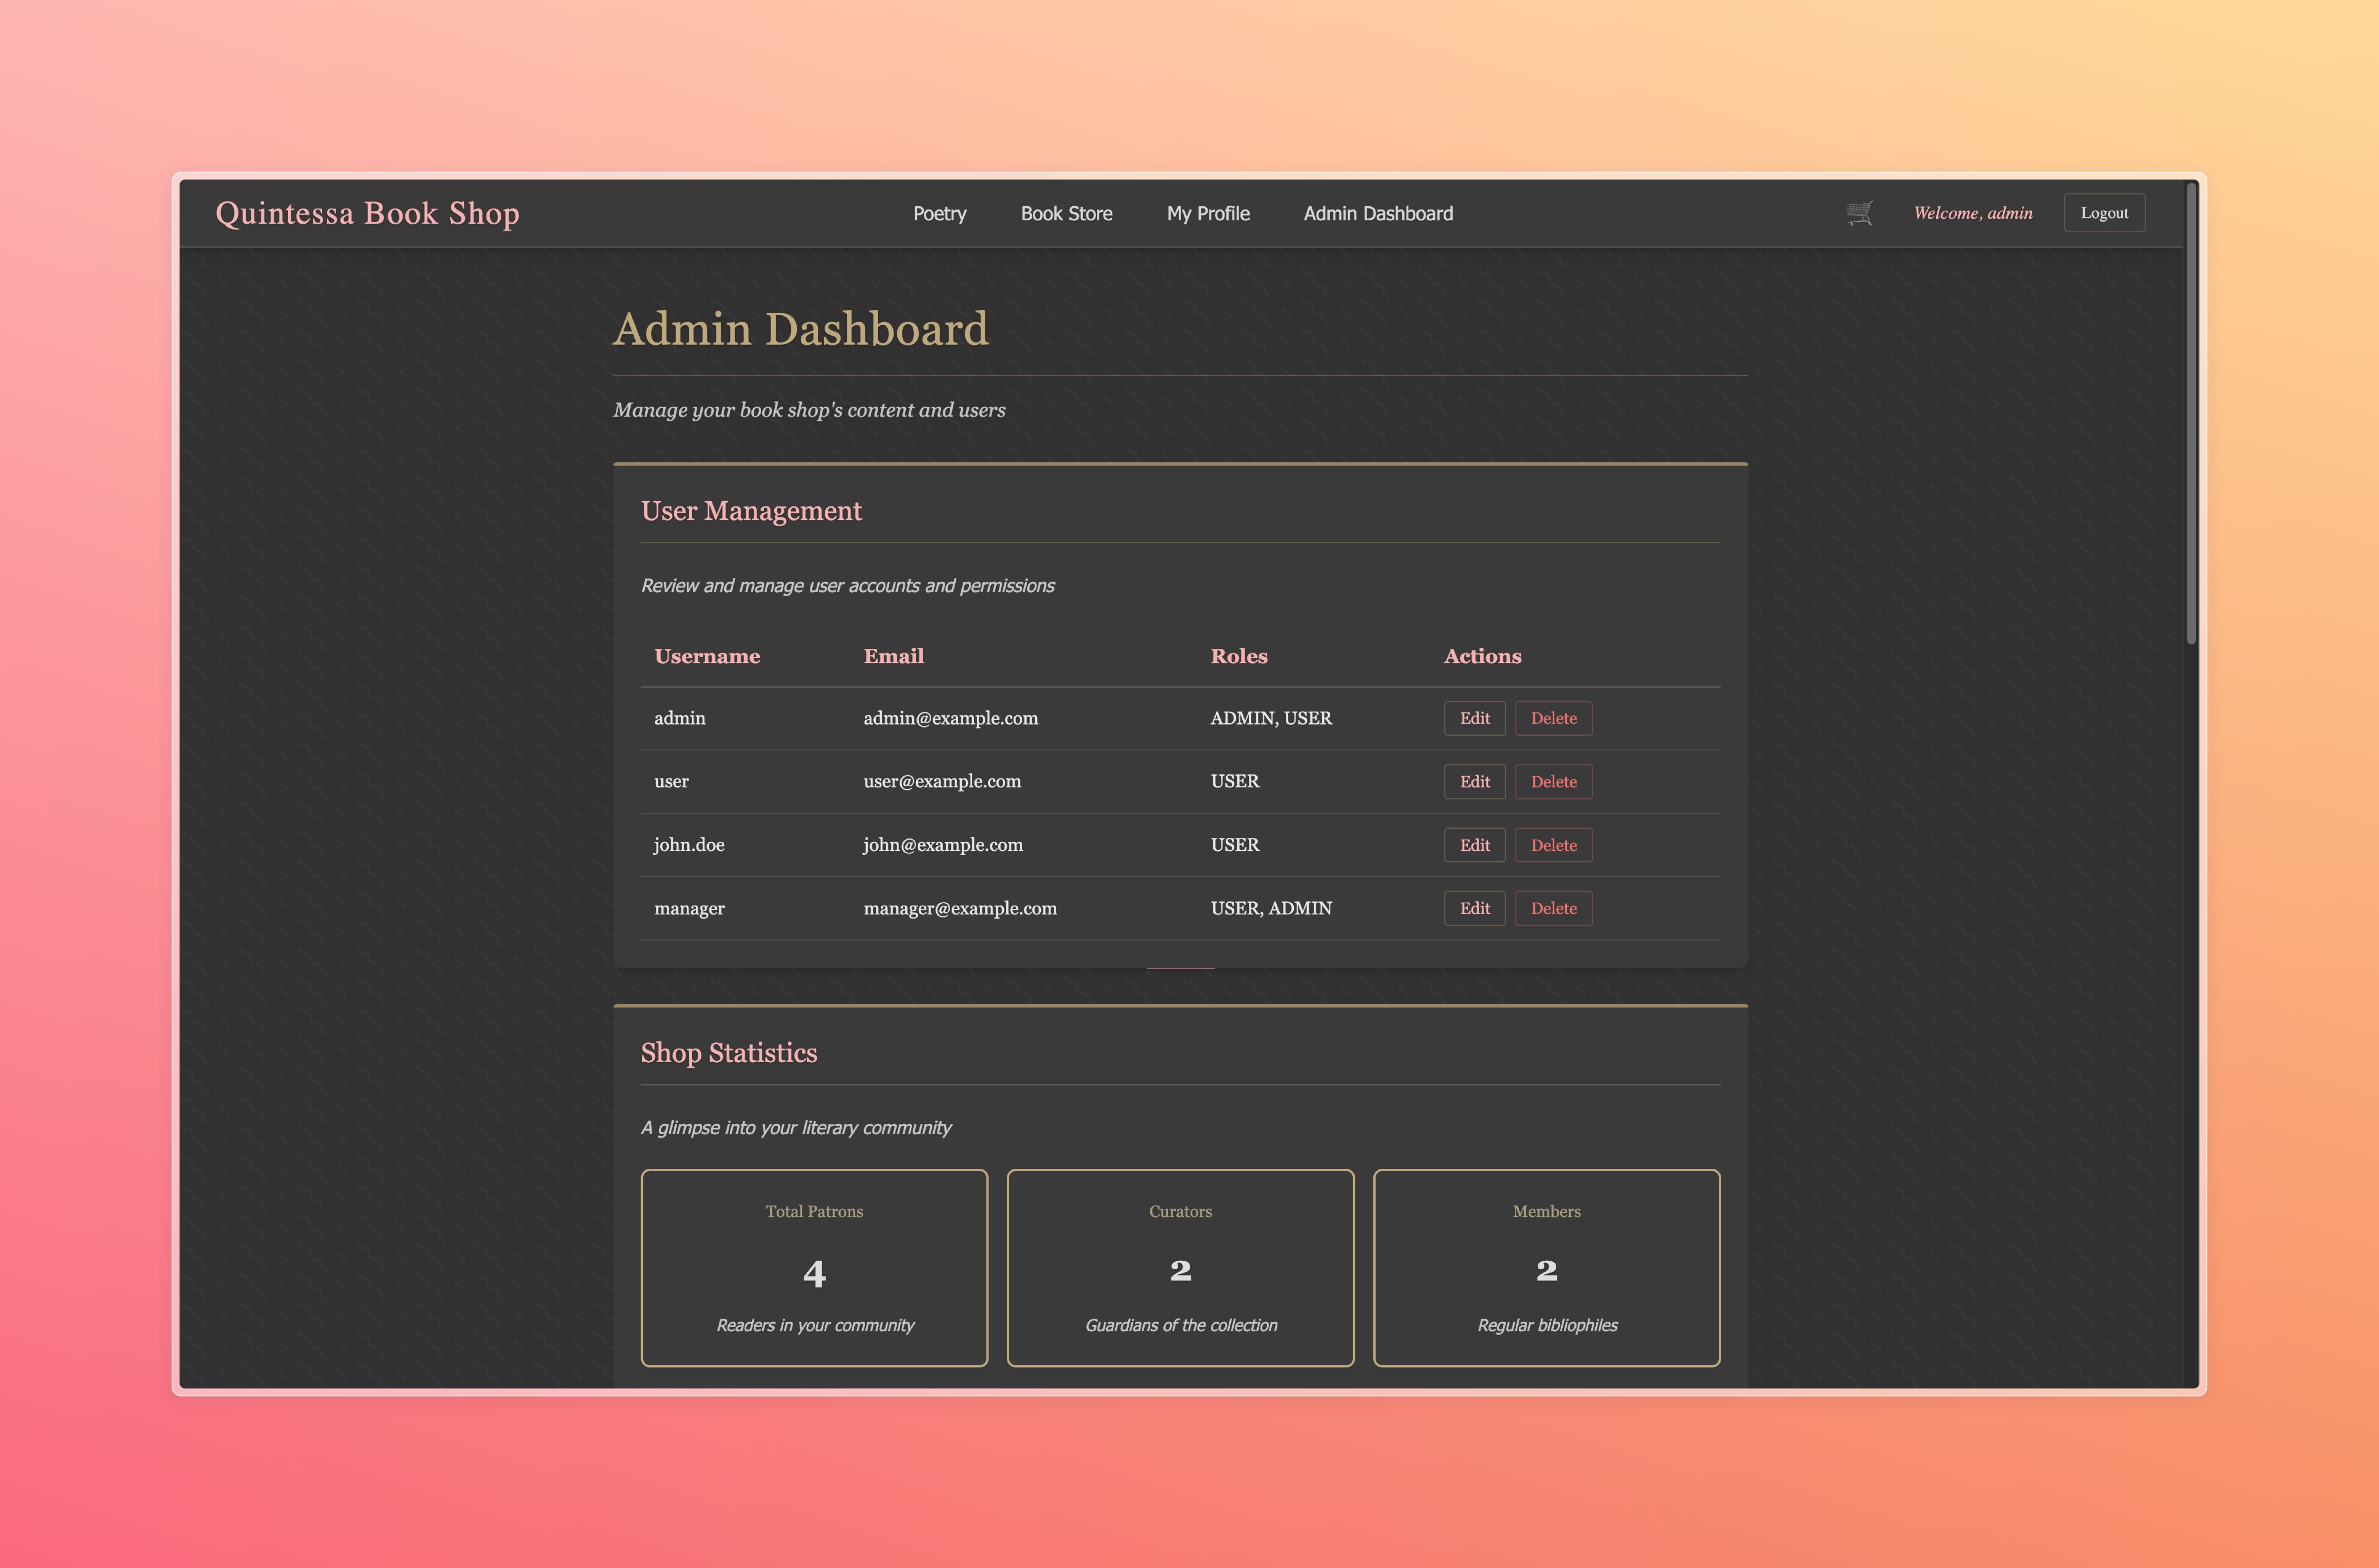 Quintessa Book Shop
Poetry Book Store My Profile Admin Dashboard
Welcome, admin Logout
Admin Dashboard
Manage your book shop's content and users
User Management
Review and manage user accounts and permissions
Username Email Roles Actions
admin admin@example.com ADMIN, USER Edit Delete
user user@example.com USER Edit Delete
john.doe john@example.com USER Edit Delete
manager manager@example.com USER, ADMIN Edit Delete
Shop Statistics
A glimpse into your literary community
Total Patrons
4
Readers in your community
Curators
2
Guardians of the collection
Members
2
Regular bibliophiles